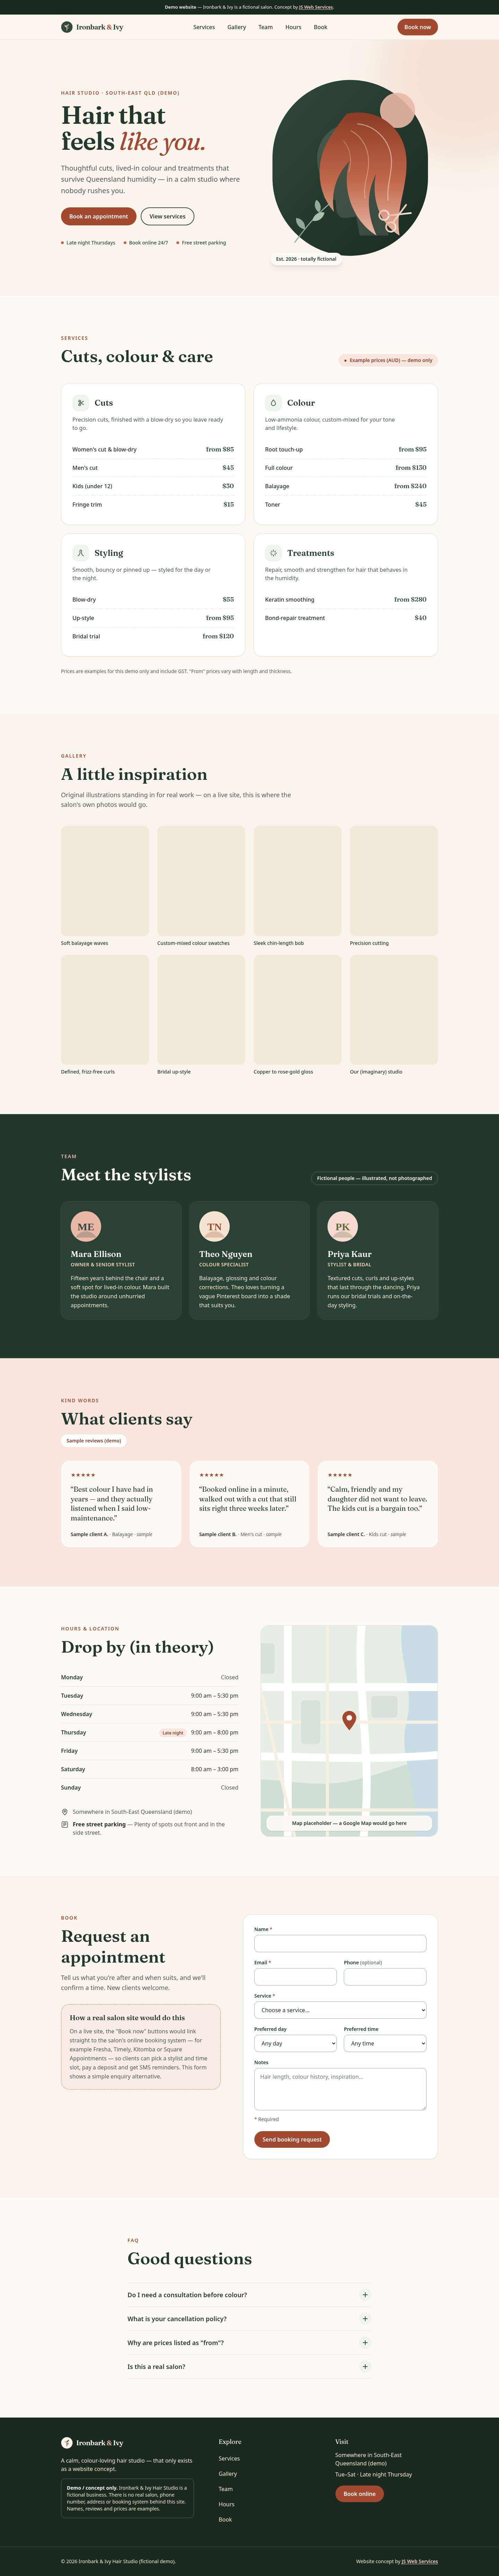 Demo website — Ironbark & Ivy is a fictional salon. Concept by JS Web Services.
Ironbark & Ivy
Services
Gallery
Team
Hours
Book
Book now
HAIR STUDIO · SOUTH-EAST QLD (DEMO)
Hair that
feels like you.
Thoughtful cuts, lived-in colour and treatments that
survive Queensland humidity — in a calm studio where
nobody rushes you.
Book an appointment
View services
Late night Thursdays
Book online 24/7
Free street parking
Est. 2026 · totally fictional
SERVICES
Cuts, colour & care
Example prices (AUD) — demo only
Cuts
Precision cuts, finished with a blow-dry so you leave ready
to go.
Women's cut & blow-dry from $85
Men's cut $45
Kids (under 12) $30
Fringe trim $15
Colour
Low-ammonia colour, custom-mixed for your tone
and lifestyle.
Root touch-up from $95
Full colour from $130
Balayage from $240
Toner $45
Styling
Smooth, bouncy or pinned up — styled for the day or
the night.
Blow-dry $55
Up-style from $95
Bridal trial from $120
Treatments
Repair, smooth and strengthen for hair that behaves in
the humidity.
Keratin smoothing from $280
Bond-repair treatment $40
Prices are examples for this demo only and include GST. "From" prices vary with length and thickness.
GALLERY
A little inspiration
Original illustrations standing in for real work — on a live site, this is where the
salon's own photos would go.
Soft balayage waves
Custom-mixed colour swatches
Sleek chin-length bob
Precision cutting
Defined, frizz-free curls
Bridal up-style
Copper to rose-gold gloss
Our (imaginary) studio
TEAM
Meet the stylists
Fictional people — illustrated, not photographed
ME
Mara Ellison
OWNER & SENIOR STYLIST
Fifteen years behind the chair and a
soft spot for lived-in colour. Mara built
the studio around unhurried
appointments.
TN
Theo Nguyen
COLOUR SPECIALIST
Balayage, glossing and colour
corrections. Theo loves turning a
vague Pinterest board into a shade
that suits you.
PK
Priya Kaur
STYLIST & BRIDAL
Textured cuts, curls and up-styles
that last through the dancing. Priya
runs our bridal trials and on-the-
day styling.
KIND WORDS
What clients say
Sample reviews (demo)
★★★★★
"Best colour I have had in
years — and they actually
listened when I said low-
maintenance."
Sample client A. · Balayage · sample
★★★★★
"Booked online in a minute,
walked out with a cut that still
sits right three weeks later."
Sample client B. · Men's cut · sample
★★★★★
"Calm, friendly and my
daughter did not want to leave.
The kids cut is a bargain too."
Sample client C. · Kids cut · sample
HOURS & LOCATION
Drop by (in theory)
Monday Closed
Tuesday 9:00 am – 5:30 pm
Wednesday 9:00 am – 5:30 pm
Thursday Late night 9:00 am – 8:00 pm
Friday 9:00 am – 5:30 pm
Saturday 8:00 am – 3:00 pm
Sunday Closed
Somewhere in South-East Queensland (demo)
Free street parking — Plenty of spots out front and in the
side street.
Map placeholder — a Google Map would go here
BOOK
Request an
appointment
Tell us what you're after and when suits, and we'll
confirm a time. New clients welcome.
How a real salon site would do this
On a live site, the "Book now" buttons would link
straight to the salon's online booking system — for
example Fresha, Timely, Kitomba or Square
Appointments — so clients can pick a stylist and time
slot, pay a deposit and get SMS reminders. This form
shows a simple enquiry alternative.
Name *
Email *
Phone (optional)
Service *
Choose a service...
Preferred day
Preferred time
Any day
Any time
Notes
Hair length, colour history, inspiration...
* Required
Send booking request
FAQ
Good questions
Do I need a consultation before colour?
What is your cancellation policy?
Why are prices listed as "from"?
Is this a real salon?
Ironbark & Ivy
A calm, colour-loving hair studio — that only exists
as a website concept.
Demo / concept only. Ironbark & Ivy Hair Studio is a
fictional business. There is no real salon, phone
number, address or booking system behind this site.
Names, reviews and prices are examples.
Explore
Services
Gallery
Team
Hours
Book
Visit
Somewhere in South-East
Queensland (demo)
Tue–Sat · Late night Thursday
Book online
© 2026 Ironbark & Ivy Hair Studio (fictional demo).
Website concept by JS Web Services